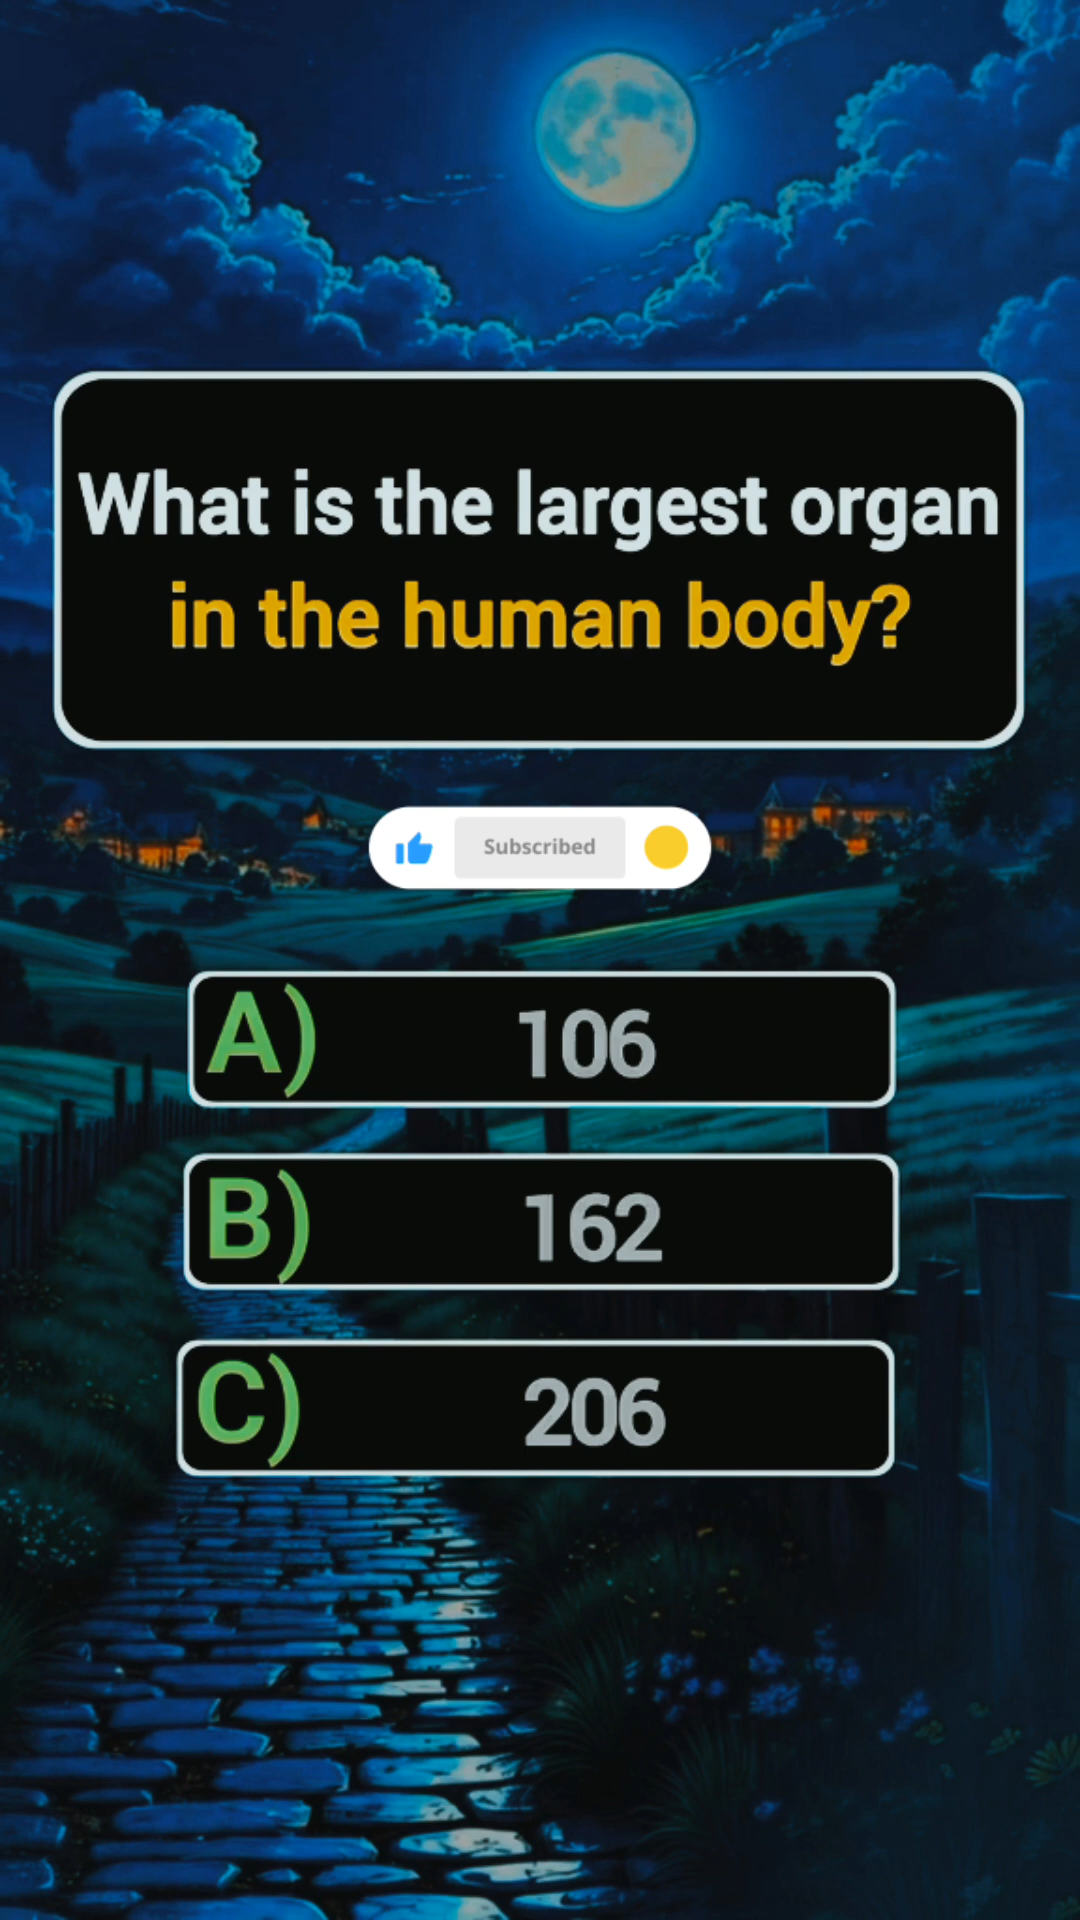 What is the largest organ
in the human body?
Subscribed
A) 106
B) 162
C) 206